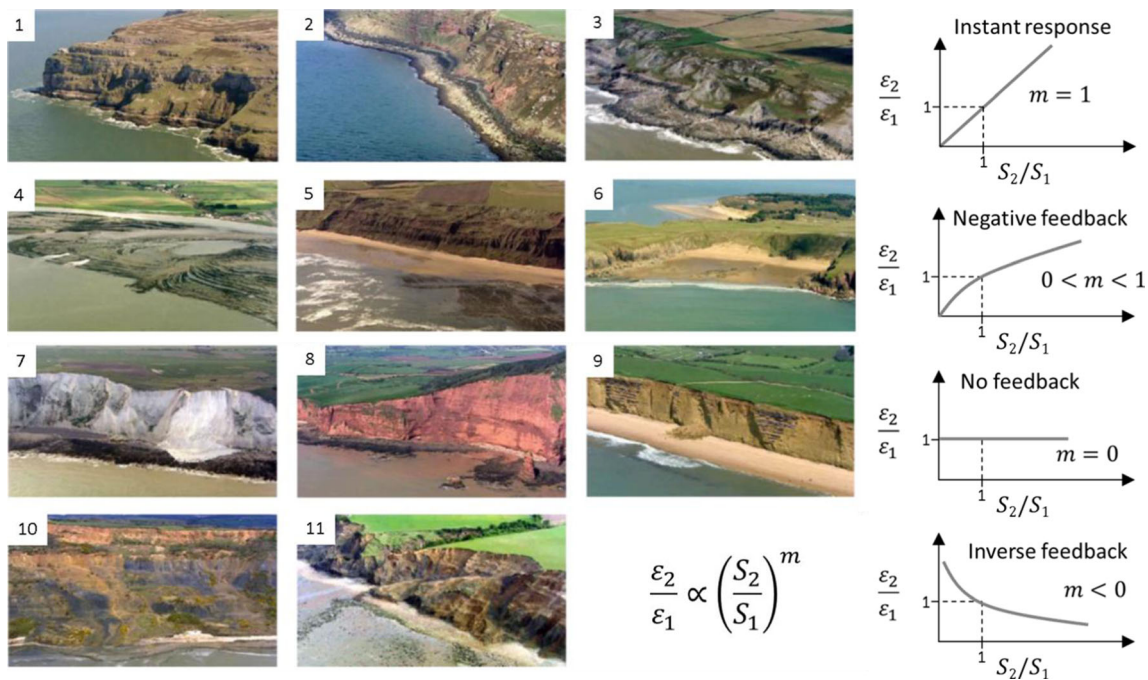 1
2
3
4
5
6
7
8
9
10
11
ε₂/ε₁ ∝ (S₂/S₁)ᵐ
Instant response
ε₂/ε₁
1
m = 1
1
S₂/S₁
Negative feedback
ε₂/ε₁
1
0 < m < 1
1
S₂/S₁
No feedback
ε₂/ε₁
1
m = 0
1
S₂/S₁
Inverse feedback
ε₂/ε₁
1
m < 0
1
S₂/S₁